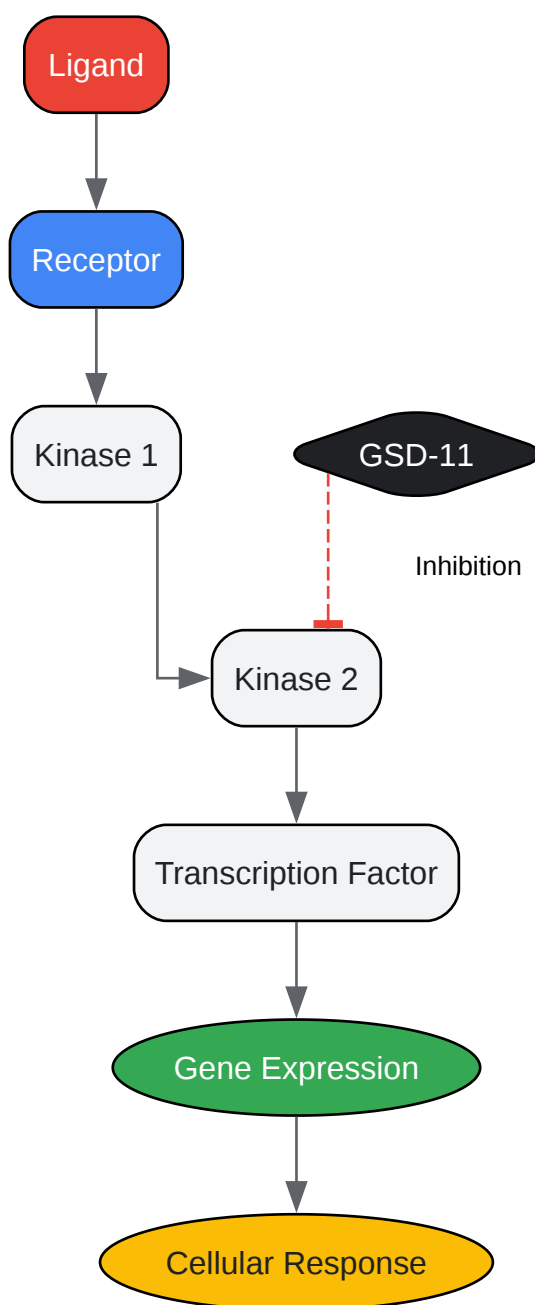 Ligand
Receptor
Kinase 1
GSD-11
Inhibition
Kinase 2
Transcription Factor
Gene Expression
Cellular Response